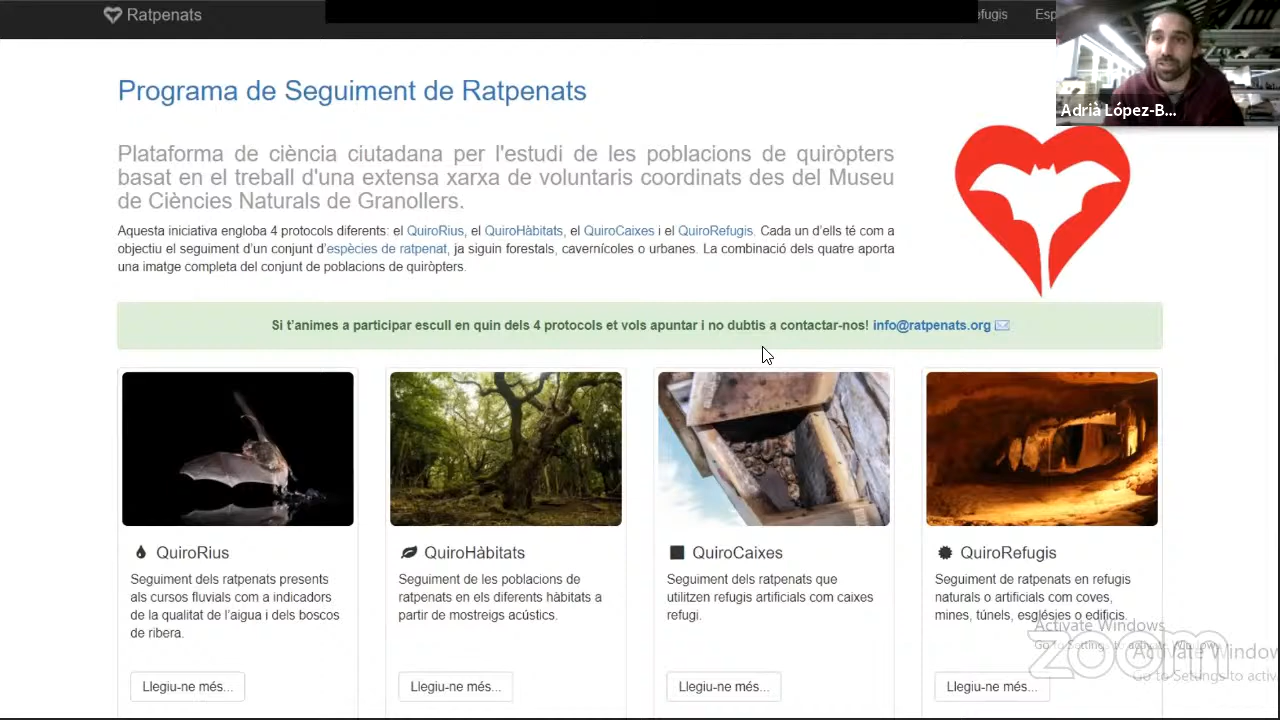 Ratpenats
efugis
Esp
Adrià López-B...
Programa de Seguiment de Ratpenats
Plataforma de ciència ciutadana per l'estudi de les poblacions de quiròpters
basat en el treball d'una extensa xarxa de voluntaris coordinats des del Museu
de Ciències Naturals de Granollers.
Aquesta iniciativa engloba 4 protocols diferents: el QuiroRius, el QuiroHàbitats, el QuiroCaixes i el QuiroRefugis. Cada un d’ells té com a
objectiu el seguiment d’un conjunt d’espècies de ratpenat, ja siguin forestals, cavernícoles o urbanes. La combinació dels quatre aporta
una imatge completa del conjunt de poblacions de quiròpters.
Si t’animes a participar escull en quin dels 4 protocols et vols apuntar i no dubtis a contactar-nos! info@ratpenats.org
QuiroRius
Seguiment dels ratpenats presents
als cursos fluvials com a indicadors
de la qualitat de l’aigua i dels boscos
de ribera.
Llegiu-ne més...
QuiroHàbitats
Seguiment de les poblacions de
ratpenats en els diferents hàbitats a
partir de mostreigs acústics.
Llegiu-ne més...
QuiroCaixes
Seguiment dels ratpenats que
utilitzen refugis artificials com caixes
refugi.
Llegiu-ne més...
QuiroRefugis
Seguiment de ratpenats en refugis
naturals o artificials com coves,
mines, túnels, esglésies o edificis.
Llegiu-ne més...
Activate Windows
zoom
Activate Window
Go to Settings to activ